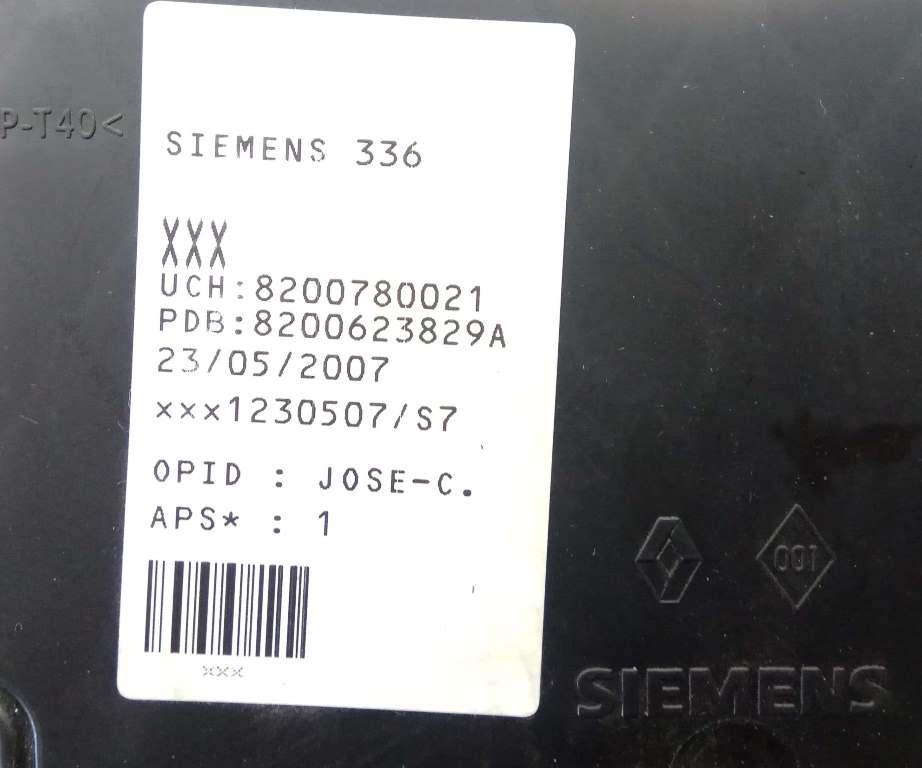 P-T40<
SIEMENS 336
XXX
UCH:8200780021
PDB:8200623829A
23/05/2007
xxx1230507/S7
OPID : JOSE-C.
APS* : 1
xxx
001
SIEMENS